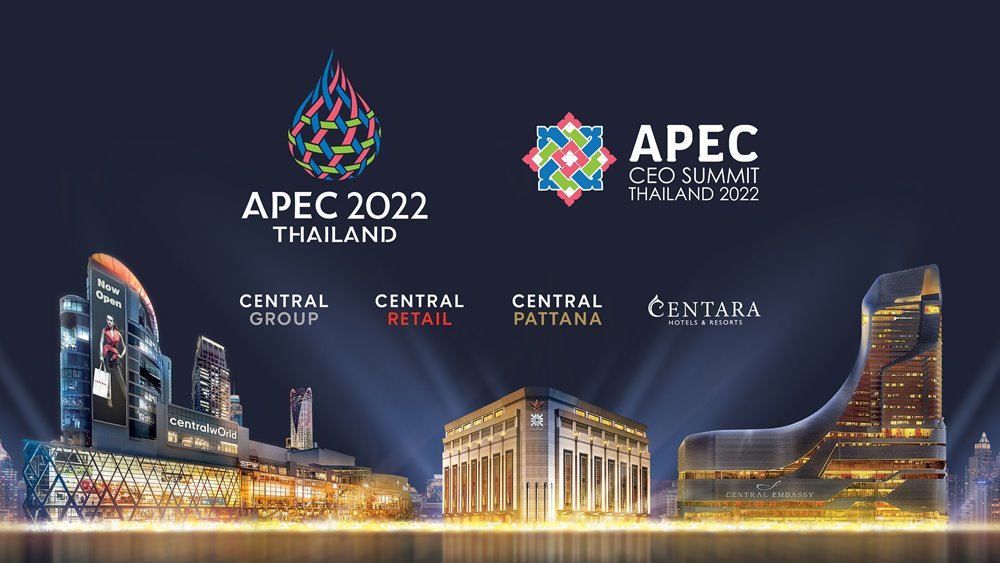 APEC 2022
THAILAND
APEC
CEO SUMMIT
THAILAND 2022
CENTRAL
GROUP
CENTRAL
RETAIL
CENTRAL
PATTANA
CENTARA
HOTELS & RESORTS
Now
Open
centralwOrld
CENTRAL EMBASSY